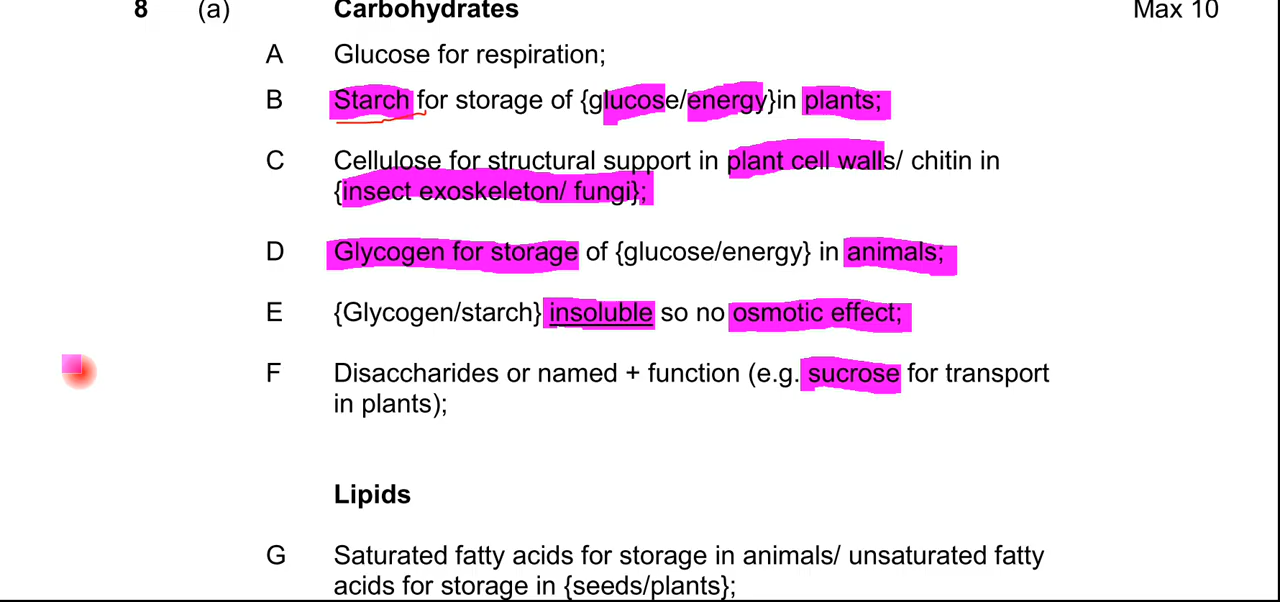 8 (a) Carbohydrates Max 10
A Glucose for respiration;
B Starch for storage of {glucose/energy}in plants;
C Cellulose for structural support in plant cell walls/ chitin in
{insect exoskeleton/ fungi};
D Glycogen for storage of {glucose/energy} in animals;
E {Glycogen/starch} insoluble so no osmotic effect;
F Disaccharides or named + function (e.g. sucrose for transport
in plants);
Lipids
G Saturated fatty acids for storage in animals/ unsaturated fatty
acids for storage in {seeds/plants};